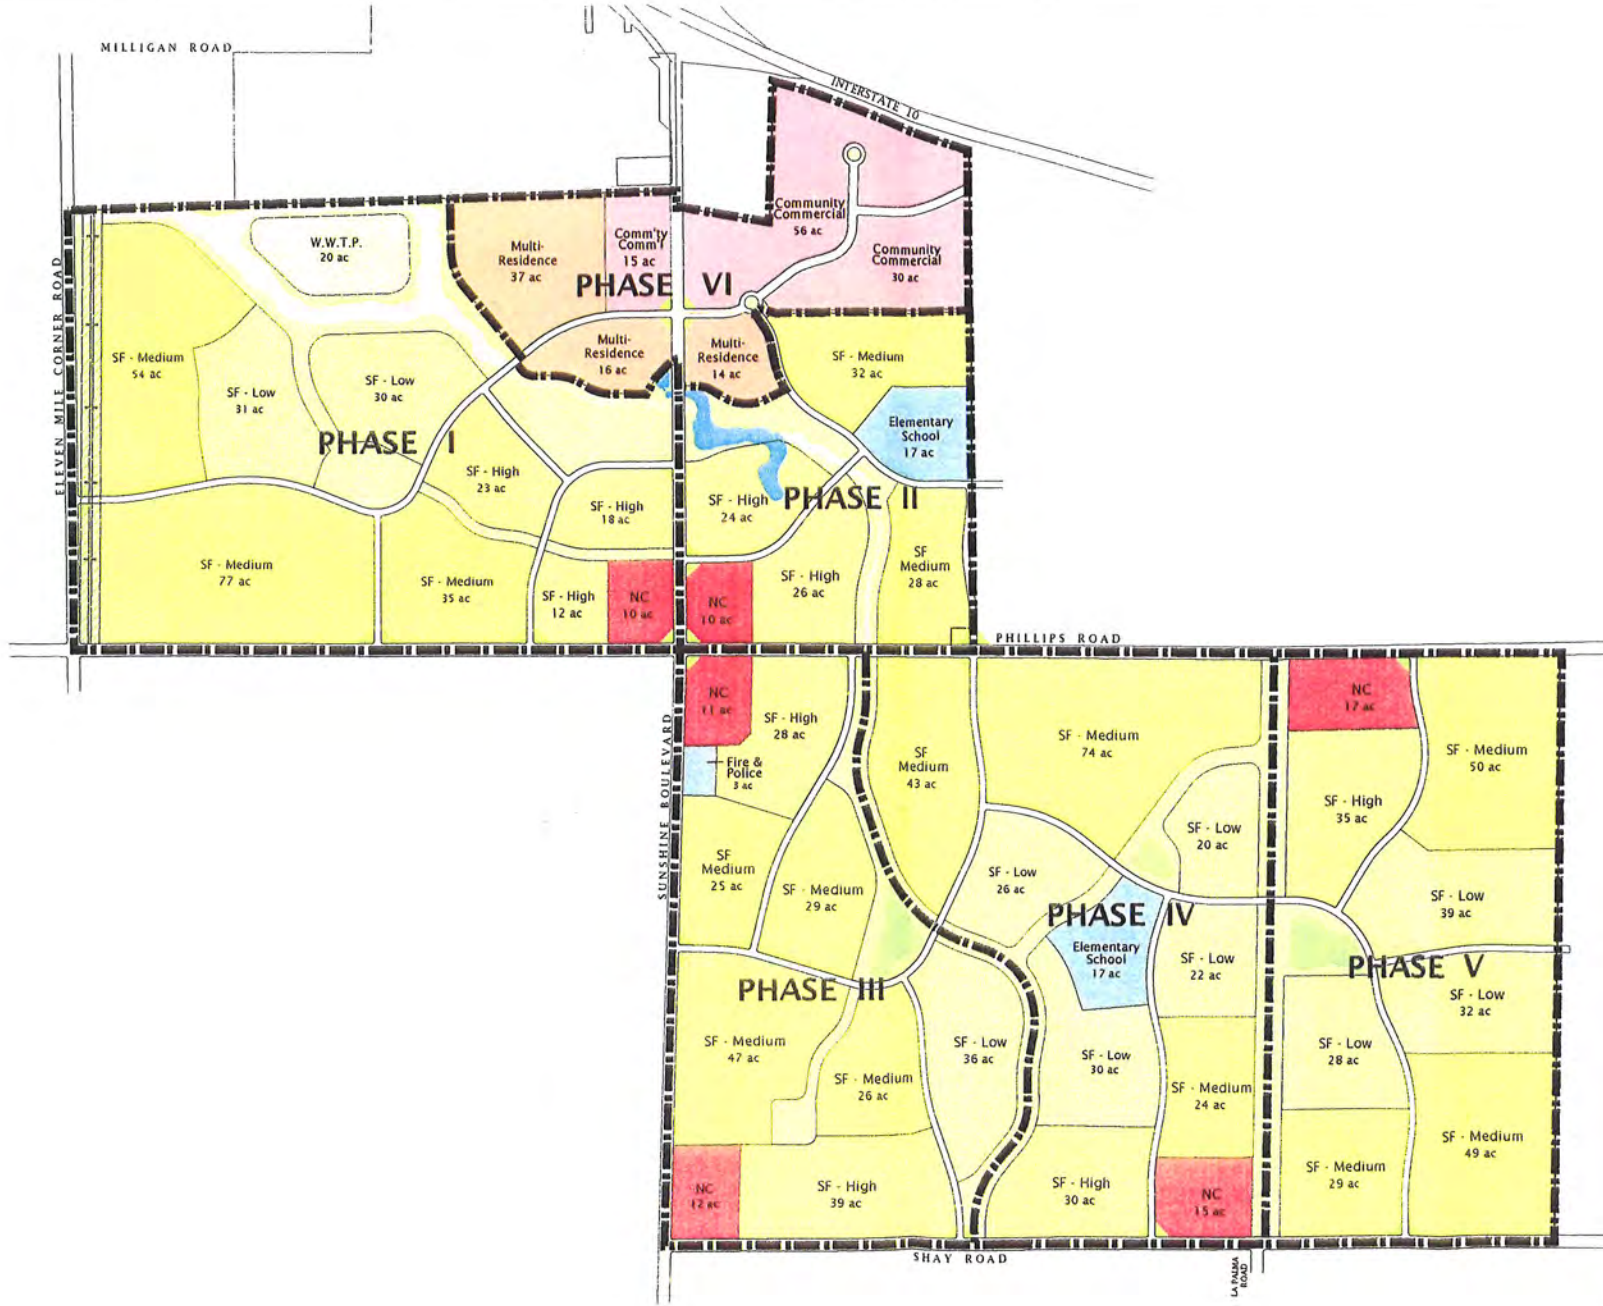 MILLIGAN ROAD
INTERSTATE 10
ELEVEN MILE CORNER ROAD
W.W.T.P.
20 ac
Multi-
Residence
37 ac
Comm'ty
Comm'l
15 ac
Community
Commercial
56 ac
Community
Commercial
30 ac
PHASE VI
Multi-
Residence
16 ac
Multi-
Residence
14 ac
SF - Medium
32 ac
SF - Medium
54 ac
SF - Low
31 ac
SF - Low
30 ac
PHASE I
Elementary
School
17 ac
SF - High
23 ac
SF - High
18 ac
SF - High
24 ac
PHASE II
SF - Medium
77 ac
SF - Medium
35 ac
SF - High
12 ac
NC
10 ac
NC
10 ac
SF - High
26 ac
SF
Medium
28 ac
PHILLIPS ROAD
SUNSHINE BOULEVARD
NC
11 ac
SF - High
28 ac
Fire &
Police
3 ac
SF
Medium
43 ac
SF - Medium
74 ac
NC
17 ac
SF - Medium
50 ac
SF - High
35 ac
SF - Low
20 ac
SF
Medium
25 ac
SF - Medium
29 ac
SF - Low
26 ac
PHASE IV
SF - Low
39 ac
Elementary
School
17 ac
SF - Low
22 ac
PHASE V
PHASE III
SF - Low
32 ac
SF - Medium
47 ac
SF - Low
36 ac
SF - Low
30 ac
SF - Low
28 ac
SF - Medium
26 ac
SF - Medium
24 ac
SF - Medium
49 ac
SF - Medium
29 ac
NC
12 ac
SF - High
39 ac
SF - High
30 ac
NC
15 ac
SHAY ROAD
LA PALMA
ROAD